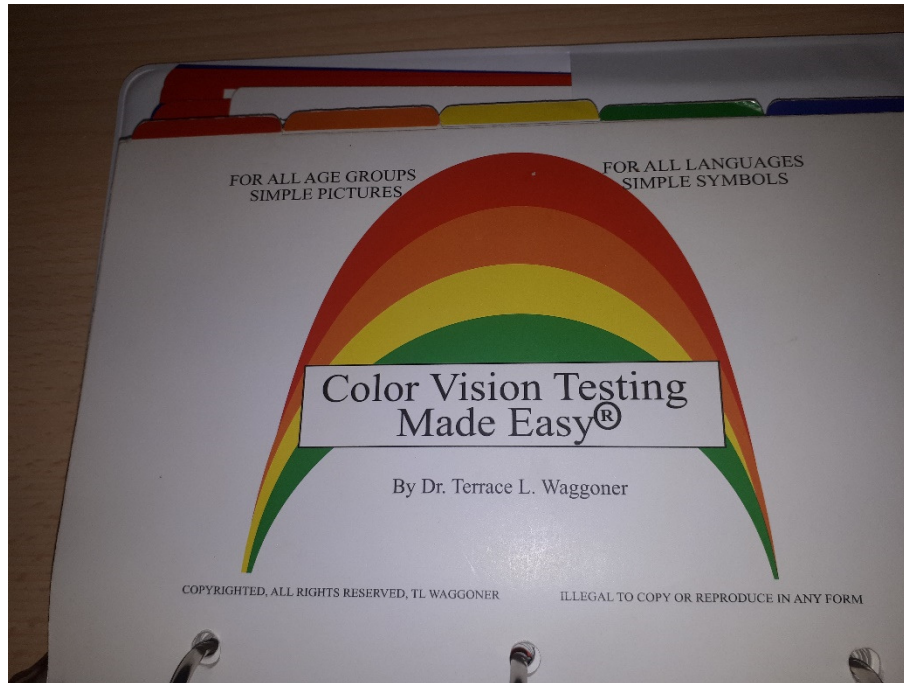 FOR ALL AGE GROUPS
SIMPLE PICTURES
FOR ALL LANGUAGES
SIMPLE SYMBOLS
Color Vision Testing
Made Easy®
By Dr. Terrace L. Waggoner
COPYRIGHTED, ALL RIGHTS RESERVED, TL WAGGONER
ILLEGAL TO COPY OR REPRODUCE IN ANY FORM